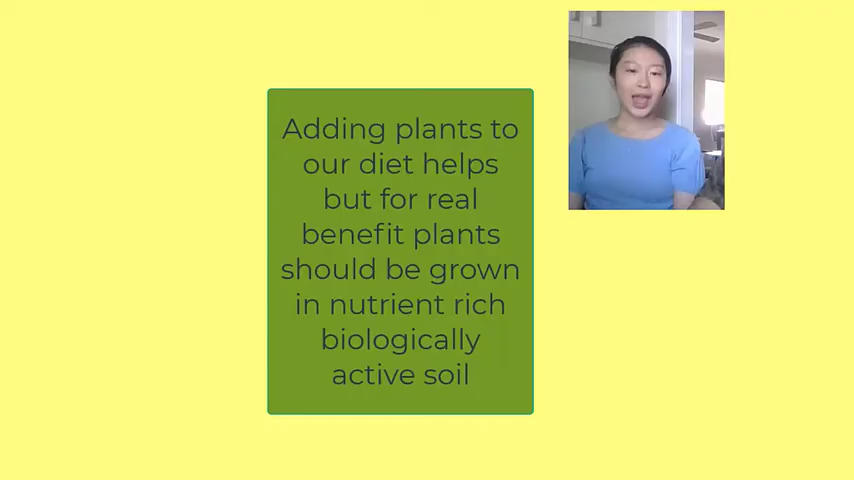 Adding plants to
our diet helps
but for real
benefit plants
should be grown
in nutrient rich
biologically
active soil